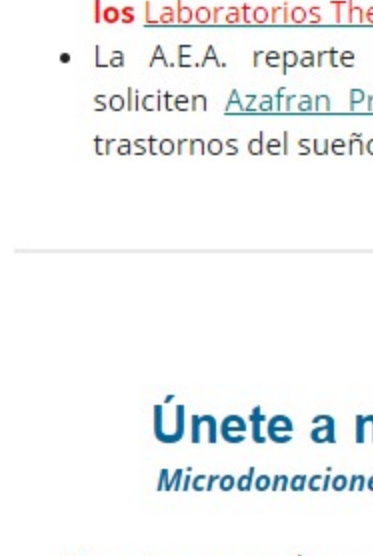 los Laboratorios The
La A.E.A. reparte
soliciten Azafran Pr
trastornos del sueño
Únete a n
Microdonacione